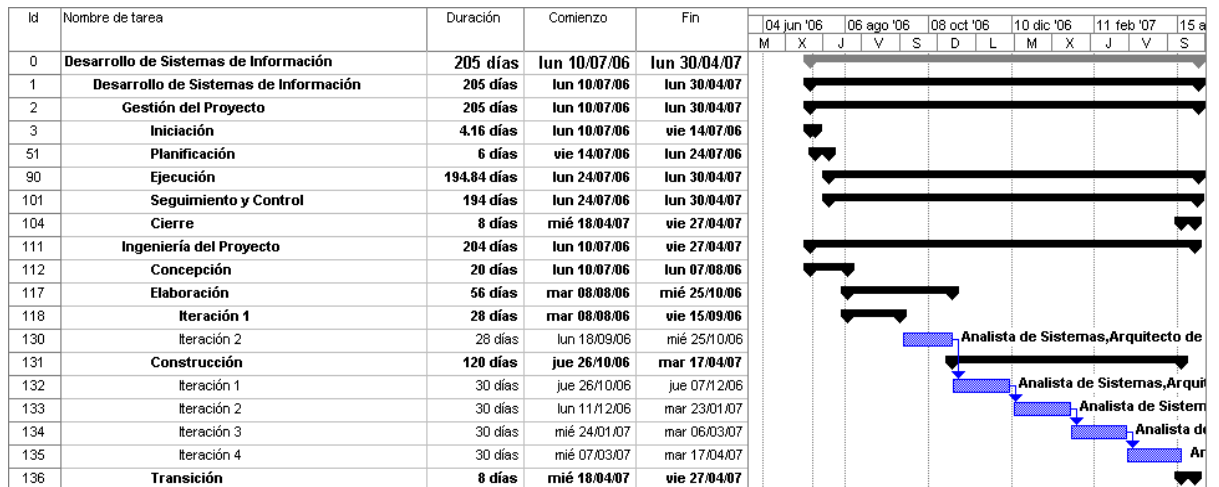 Id Nombre de tarea Duración Comienzo Fin 04 jun '06 06 ago '06 08 oct '06 10 dic '06 11 feb '07 15 a
M X J V S D L M X J V S
0 Desarrollo de Sistemas de Información 205 días lun 10/07/06 lun 30/04/07
1 Desarrollo de Sistemas de Información 205 días lun 10/07/06 lun 30/04/07
2 Gestión del Proyecto 205 días lun 10/07/06 lun 30/04/07
3 Iniciación 4.16 días lun 10/07/06 vie 14/07/06
51 Planificación 6 días vie 14/07/06 lun 24/07/06
90 Ejecución 194.84 días lun 24/07/06 lun 30/04/07
101 Seguimiento y Control 194 días lun 24/07/06 lun 30/04/07
104 Cierre 8 días mié 18/04/07 vie 27/04/07
111 Ingeniería del Proyecto 204 días lun 10/07/06 vie 27/04/07
112 Concepción 20 días lun 10/07/06 lun 07/08/06
117 Elaboración 56 días mar 08/08/06 mié 25/10/06
118 Iteración 1 28 días mar 08/08/06 vie 15/09/06
130 Iteración 2 28 días lun 18/09/06 mié 25/10/06 Analista de Sistemas,Arquitecto de
131 Construcción 120 días jue 26/10/06 mar 17/04/07
132 Iteración 1 30 días jue 26/10/06 jue 07/12/06 Analista de Sistemas,Arqui
133 Iteración 2 30 días lun 11/12/06 mar 23/01/07 Analista de Sistem
134 Iteración 3 30 días mié 24/01/07 mar 06/03/07 Analista de
135 Iteración 4 30 días mié 07/03/07 mar 17/04/07 Ar
136 Transición 8 días mié 18/04/07 vie 27/04/07